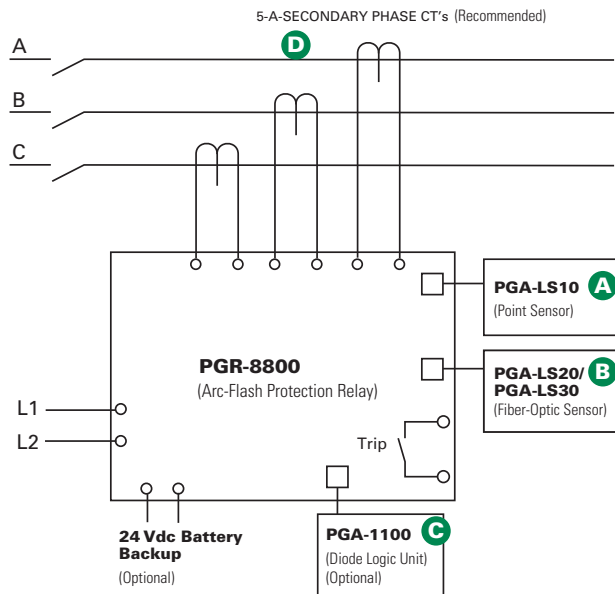 5-A-SECONDARY PHASE CT's (Recommended)
D
A
B
C
PGA-LS10 A
(Point Sensor)
PGR-8800
(Arc-Flash Protection Relay)
PGA-LS20/ B
PGA-LS30
(Fiber-Optic Sensor)
L1
L2
Trip
24 Vdc Battery
Backup
(Optional)
PGA-1100 C
(Diode Logic Unit)
(Optional)